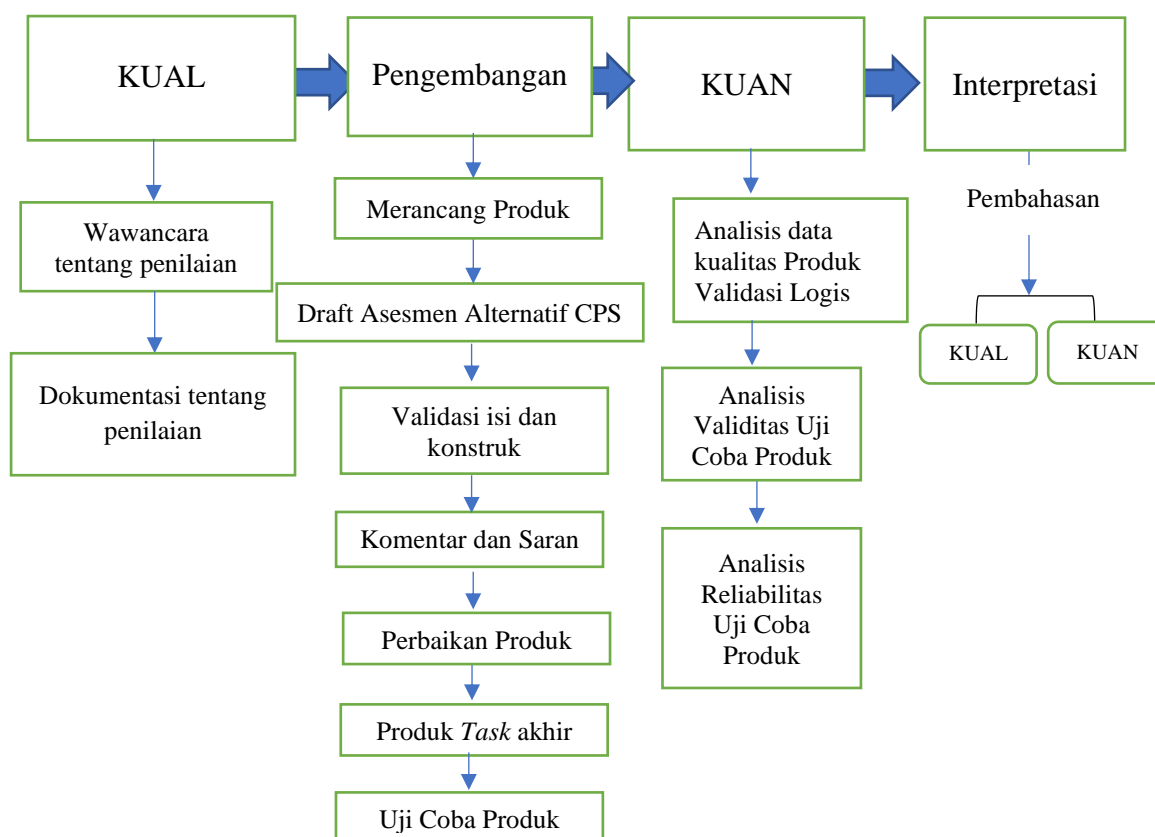 KUAL
Pengembangan
KUAN
Interpretasi
Wawancara
tentang penilaian
Dokumentasi tentang
penilaian
Merancang Produk
Draft Asesmen Alternatif CPS
Validasi isi dan
konstruk
Komentar dan Saran
Perbaikan Produk
Produk Task akhir
Uji Coba Produk
Analisis data
kualitas Produk
Validasi Logis
Analisis
Validitas Uji
Coba Produk
Analisis
Reliabilitas
Uji Coba
Produk
Pembahasan
KUAL
KUAN